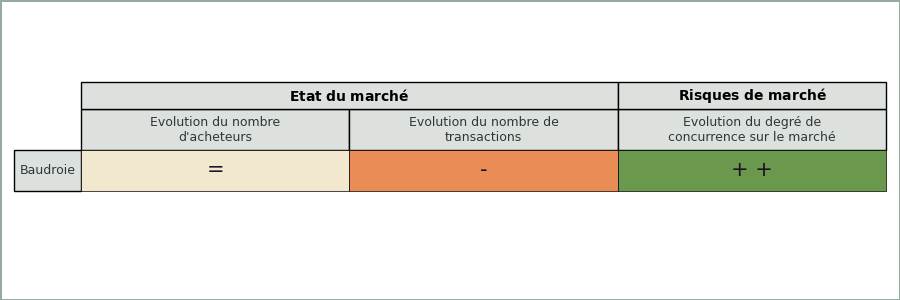 Etat du marché
Risques de marché
Evolution du nombre
d'acheteurs
Evolution du nombre de
transactions
Evolution du degré de
concurrence sur le marché
Baudroie
=
-
+ +